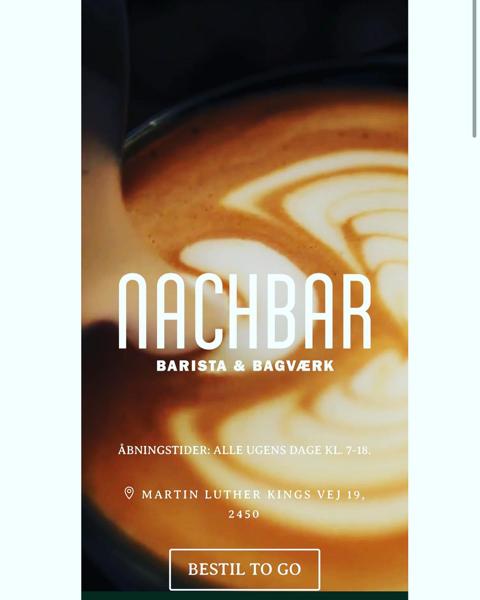 NACHBAR
BARISTA & BAGVÆRK
ÅBNINGSTIDER: ALLE UGENS DAGE KL. 7-18.
MARTIN LUTHER KINGS VEJ 19,
2450
BESTIL TO GO